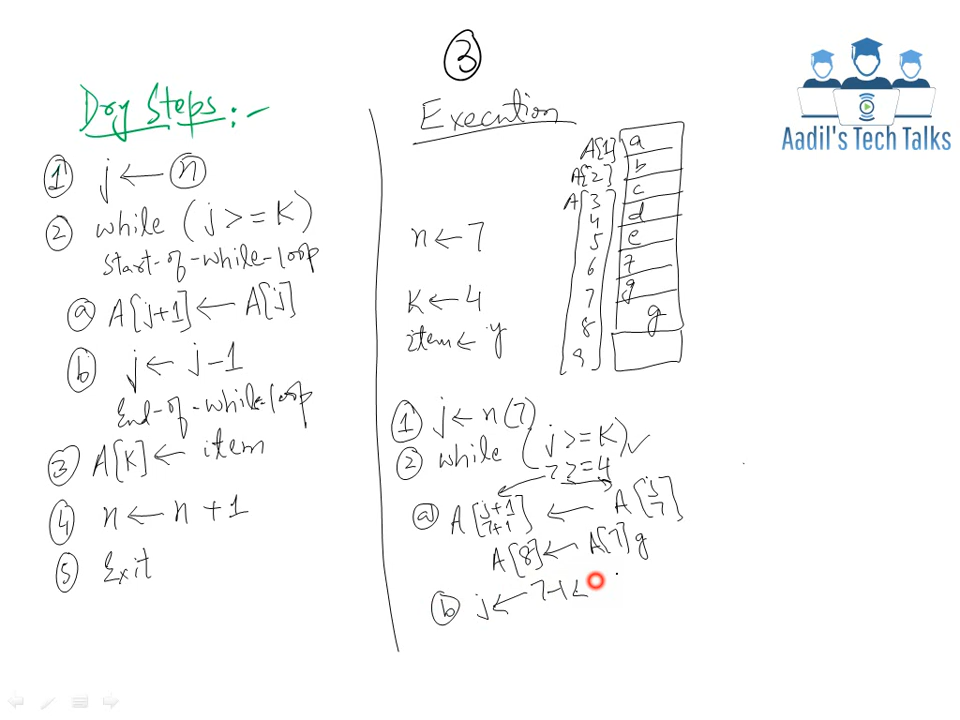 3
Dry Steps:-
1 j ← n
2 while (j >= K)
start-of-while-loop
a A[j+1] ← A[j]
b j ← j-1
End-of-while-loop
3 A[K] ← item
4 n ← n+1
5 Exit
Execution
n ← 7
K ← 4
item ← y
A[1] a
A[2] b
A[3 c
4 d
5 e
6 7
7 g
8 g
9]
1 j ← n(7)
2 while (j >= K) ✓
7 >= 4
a A[j+1 ← A[j
7+1] 7]
A[8] ← A[7] g
b j ← 7-1 ←
Aadil's Tech Talks